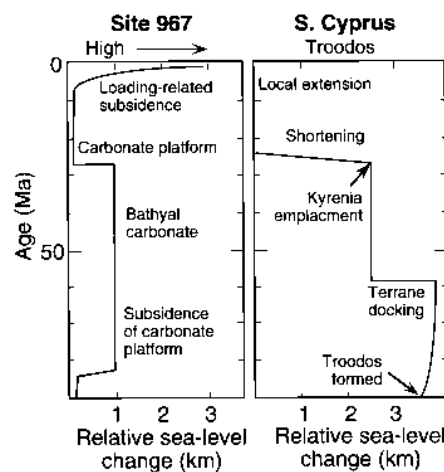 Site 967
High
S. Cyprus
Troodos
0
50
Age (Ma)
Loading-related
subsidence
Carbonate platform
Bathyal
carbonate
Subsidence
of carbonate
platform
1 2 3
Relative sea-level
change (km)
Local extension
Shortening
Kyrenia
emplacment
Terrane
docking
Troodos
formed
1 2 3
Relative sea-level
change (km)